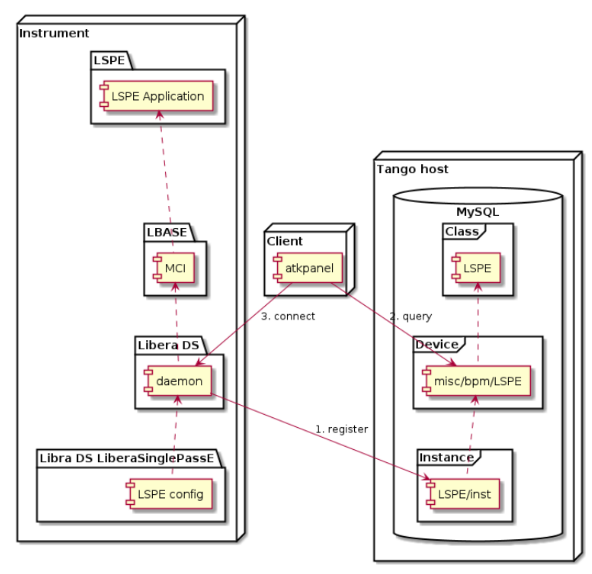 Instrument
LSPE
LSPE Application
Tango host
MySQL
LBASE
MCI
Client
atkpanel
Class
LSPE
3. connect
2. query
Libera DS
daemon
Device
misc/bpm/LSPE
1. register
Libra DS LiberaSinglePassE
LSPE config
Instance
LSPE/inst